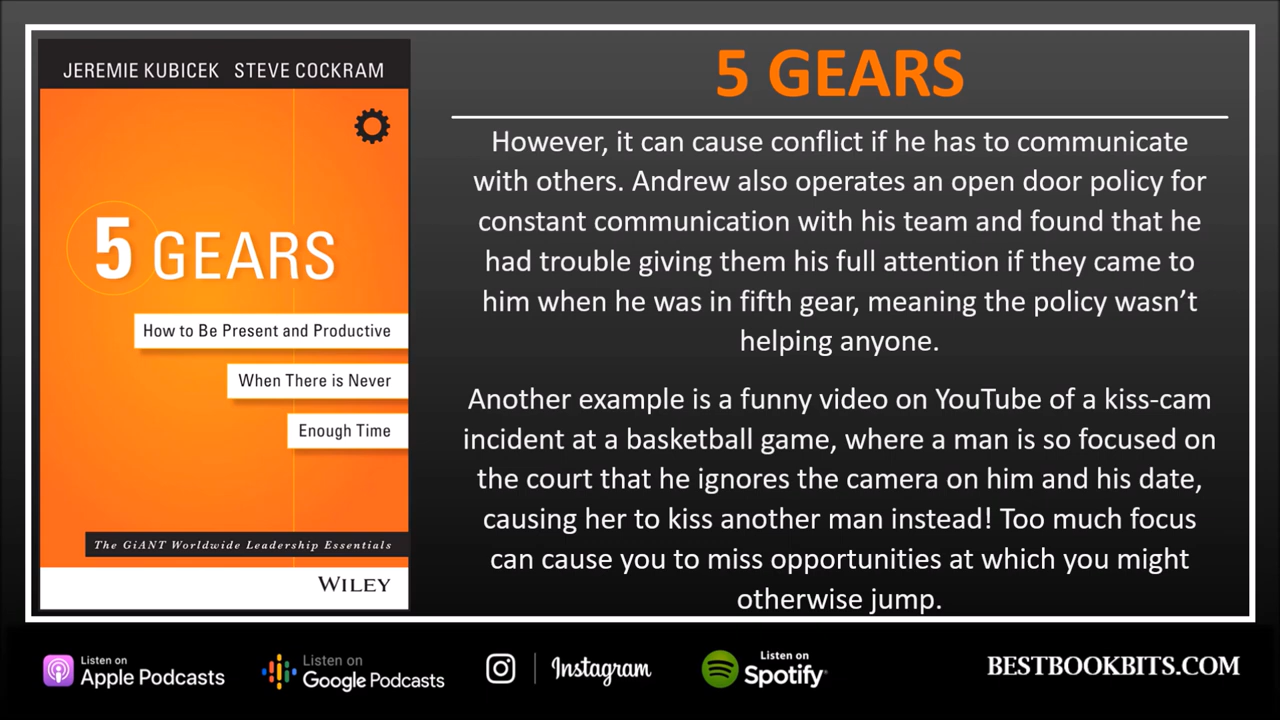 JEREMIE KUBICEK STEVE COCKRAM
5 GEARS
How to Be Present and Productive
When There is Never
Enough Time
The GiANT Worldwide Leadership Essentials
WILEY
5 GEARS
However, it can cause conflict if he has to communicate
with others. Andrew also operates an open door policy for
constant communication with his team and found that he
had trouble giving them his full attention if they came to
him when he was in fifth gear, meaning the policy wasn’t
helping anyone.
Another example is a funny video on YouTube of a kiss-cam
incident at a basketball game, where a man is so focused on
the court that he ignores the camera on him and his date,
causing her to kiss another man instead! Too much focus
can cause you to miss opportunities at which you might
otherwise jump.
Listen on
Apple Podcasts
Listen on
Google Podcasts
Instagram
Listen on
Spotify
BESTBOOKBITS.COM